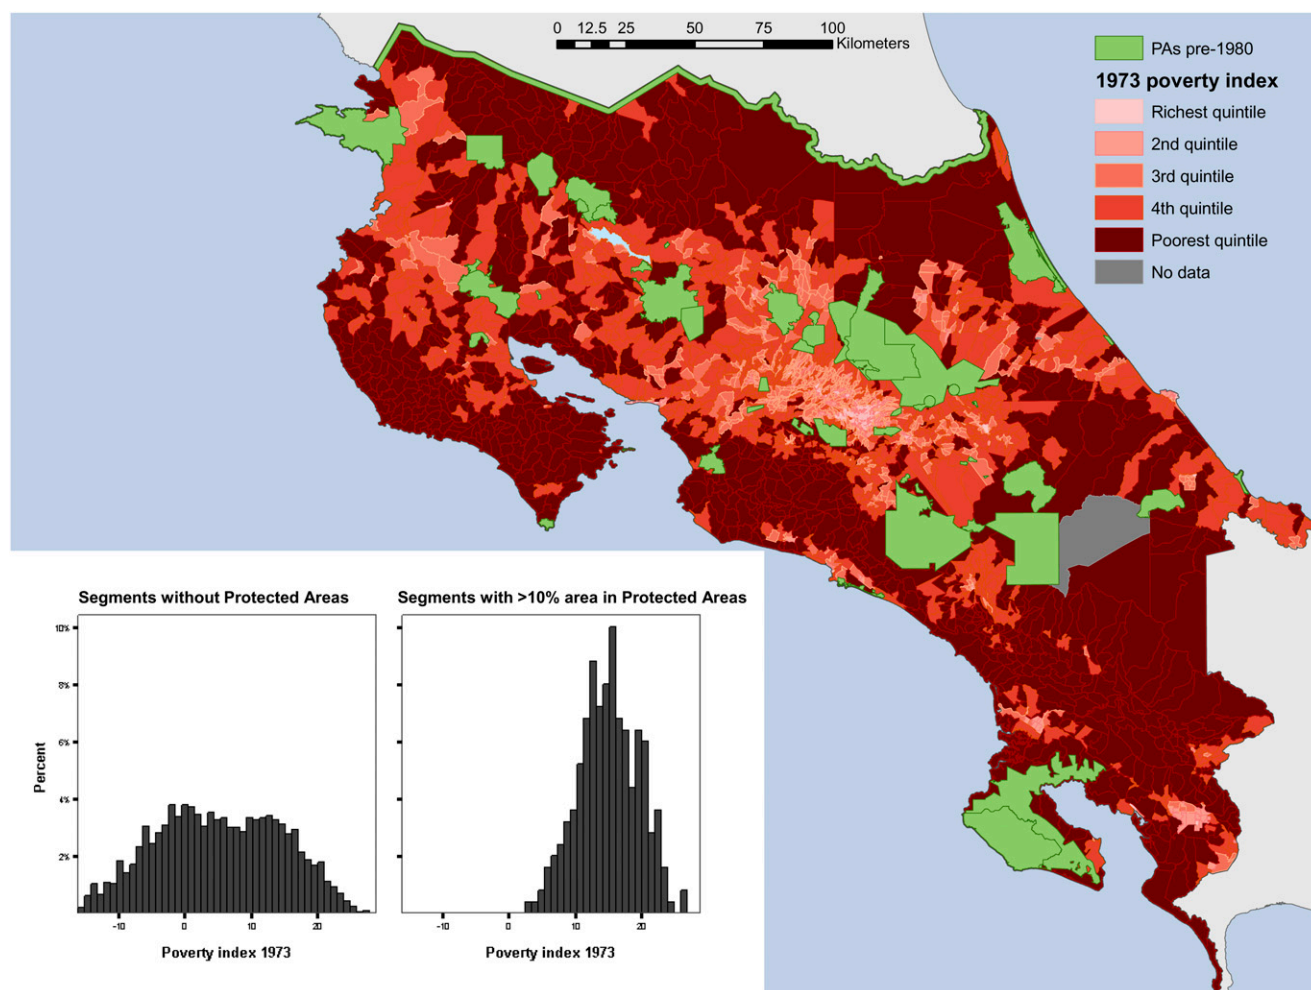 0 12.5 25 50 75 100
Kilometers
PAs pre-1980
1973 poverty index
Richest quintile
2nd quintile
3rd quintile
4th quintile
Poorest quintile
No data
Segments without Protected Areas
Segments with >10% area in Protected Areas
10%
8%
6%
4%
2%
Percent
-10 0 10 20
-10 0 10 20
Poverty index 1973
Poverty index 1973